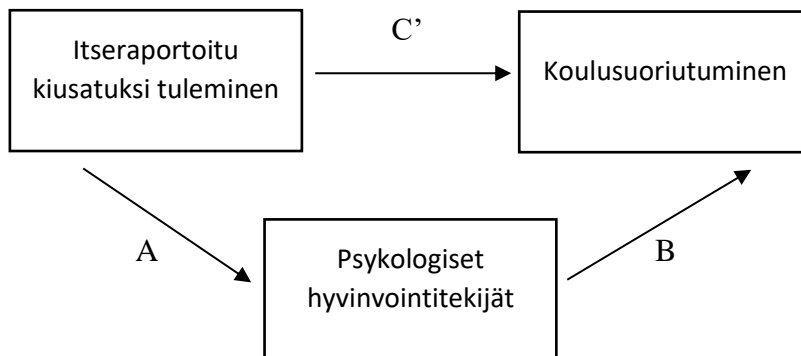 C’
Itseraportoitu
kiusatuksi tuleminen
Koulusuoriutuminen
A
B
Psykologiset
hyvinvointitekijät